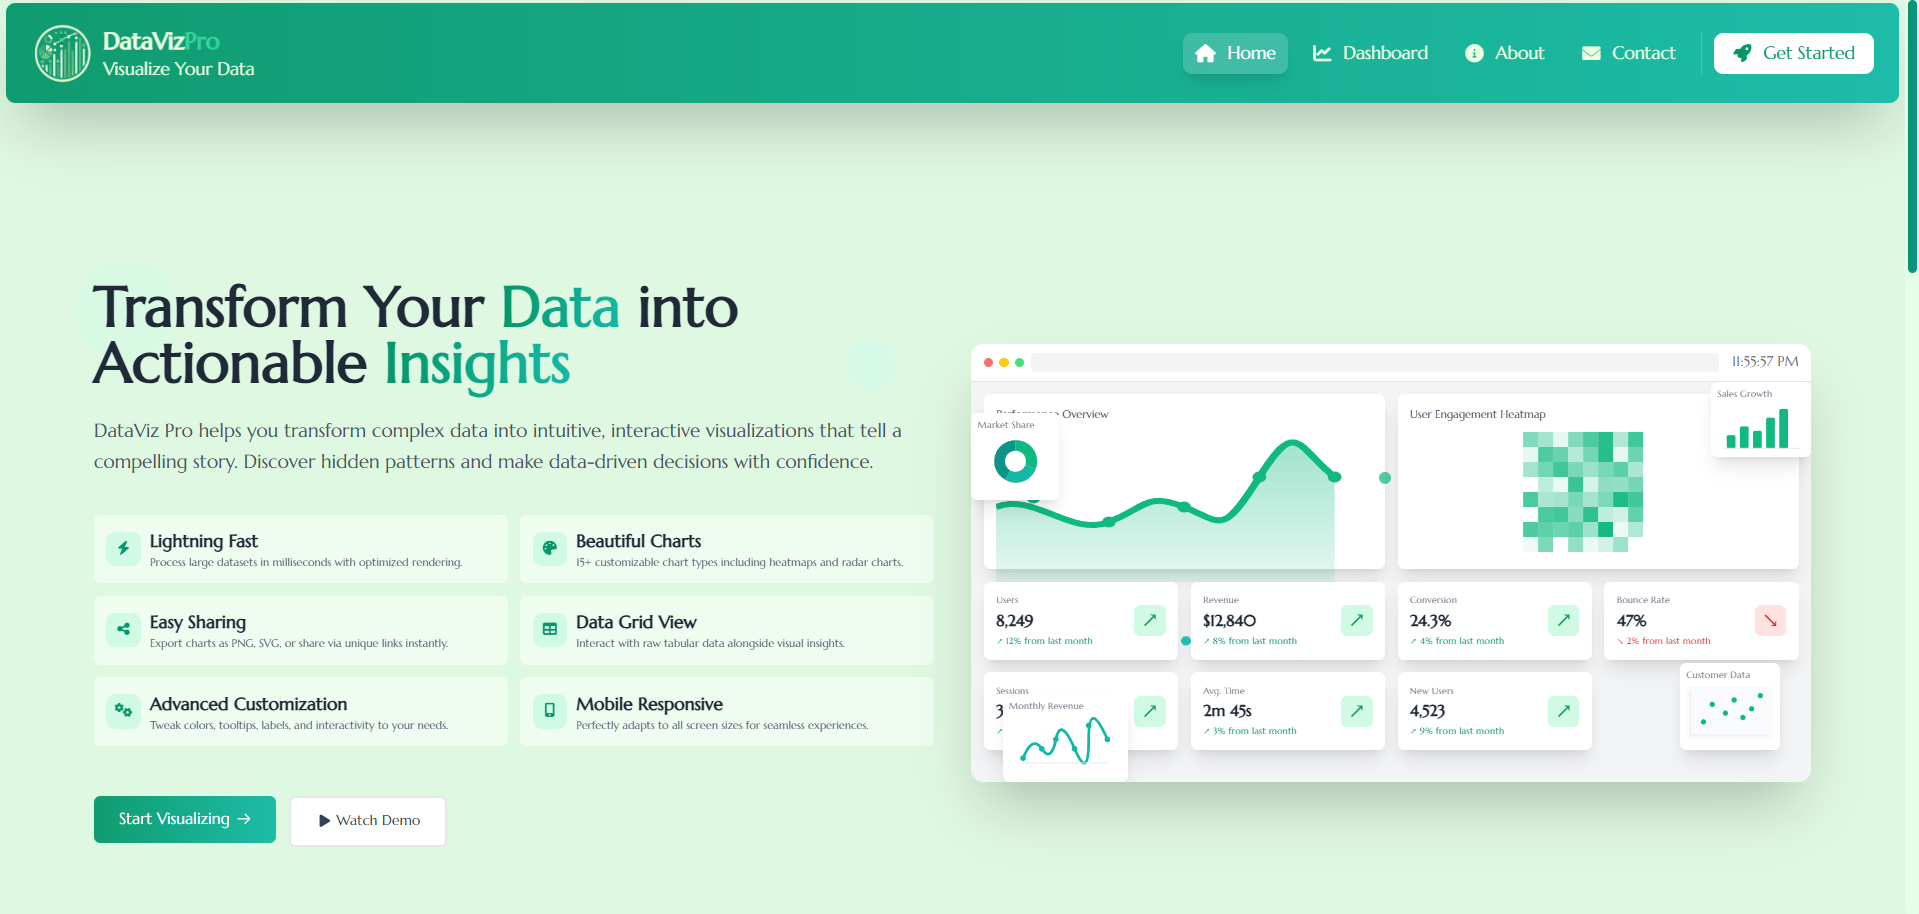 DataVizPro
Visualize Your Data
Home
Dashboard
About
Contact
Get Started
Transform Your Data into
Actionable Insights
DataViz Pro helps you transform complex data into intuitive, interactive visualizations that tell a
compelling story. Discover hidden patterns and make data-driven decisions with confidence.
Lightning Fast
Process large datasets in milliseconds with optimized rendering.
Beautiful Charts
15+ customizable chart types including heatmaps and radar charts.
Easy Sharing
Export charts as PNG, SVG, or share via unique links instantly.
Data Grid View
Interact with raw tabular data alongside visual insights.
Advanced Customization
Tweak colors, tooltips, labels, and interactivity to your needs.
Mobile Responsive
Perfectly adapts to all screen sizes for seamless experiences.
Start Visualizing →
Watch Demo
11:55:57 PM
Performance Overview
Market Share
User Engagement Heatmap
Sales Growth
Users
8,249
↗ 12% from last month
Revenue
$12,840
↗ 8% from last month
Conversion
24.3%
↗ 4% from last month
Bounce Rate
47%
↘ 2% from last month
Sessions
3
Monthly Revenue
Avg. Time
2m 45s
↗ 3% from last month
New Users
4,523
↗ 9% from last month
Customer Data